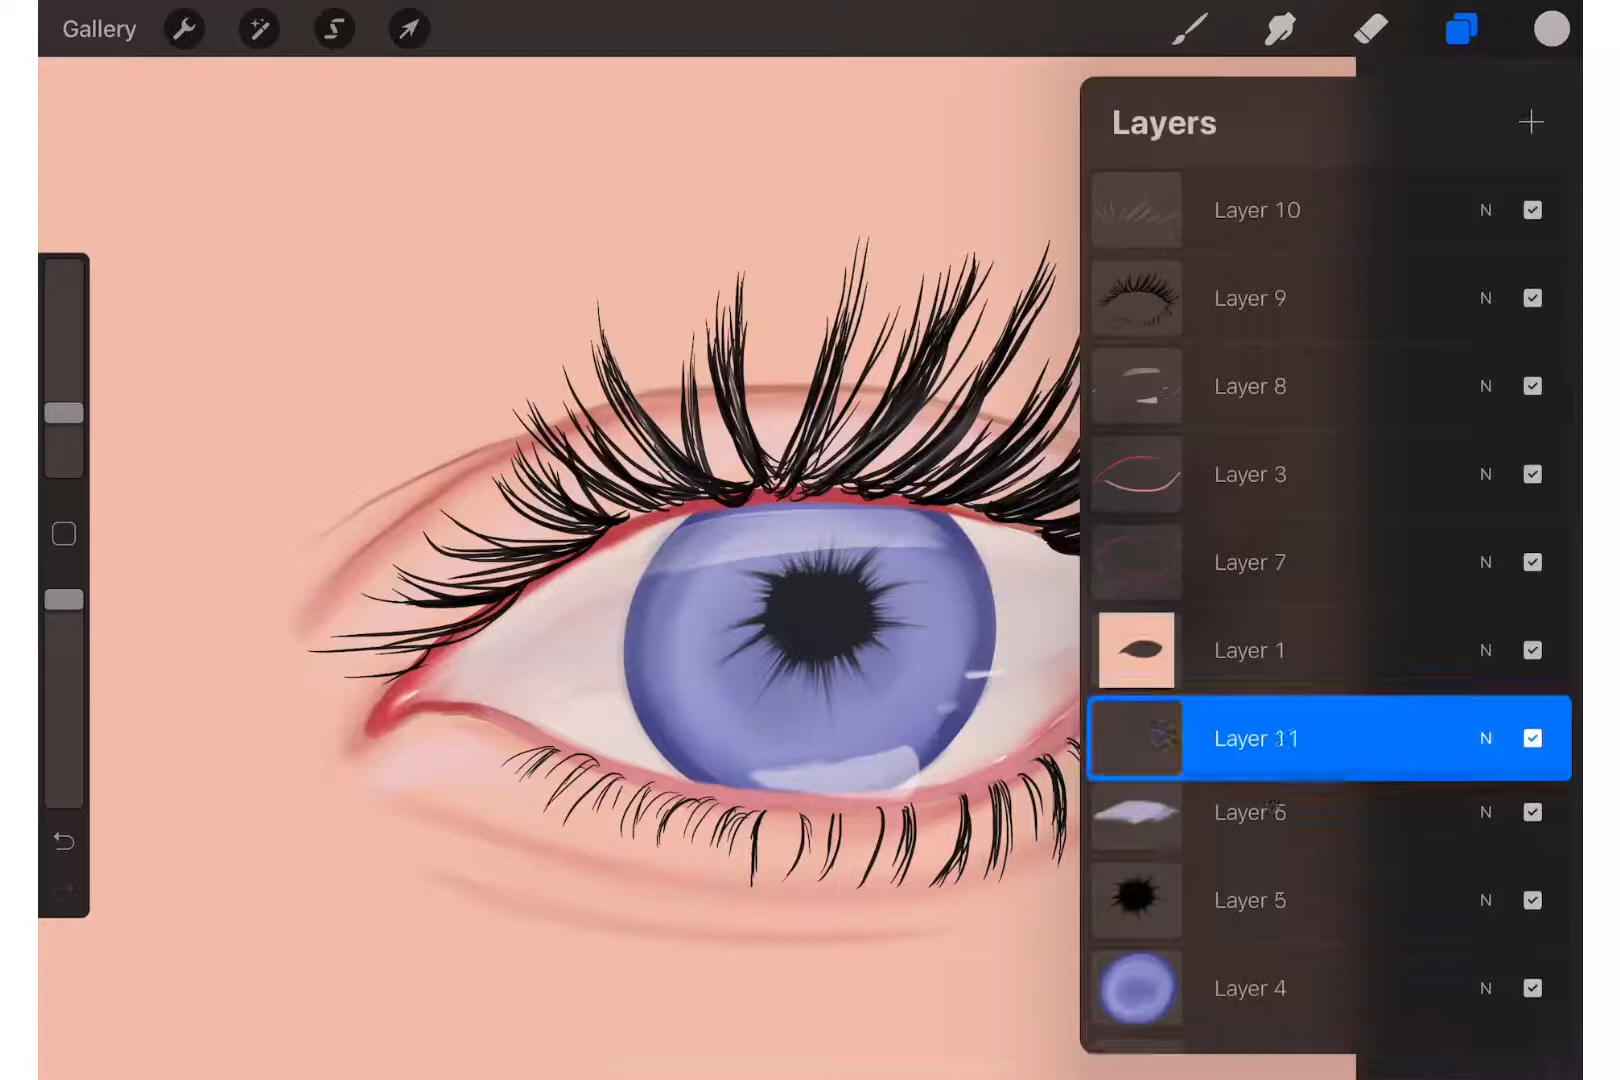 Gallery
Layers
Layer 10 N
Layer 9 N
Layer 8 N
Layer 3 N
Layer 7 N
Layer 1 N
Layer 11 N
Layer 6 N
Layer 5 N
Layer 4 N